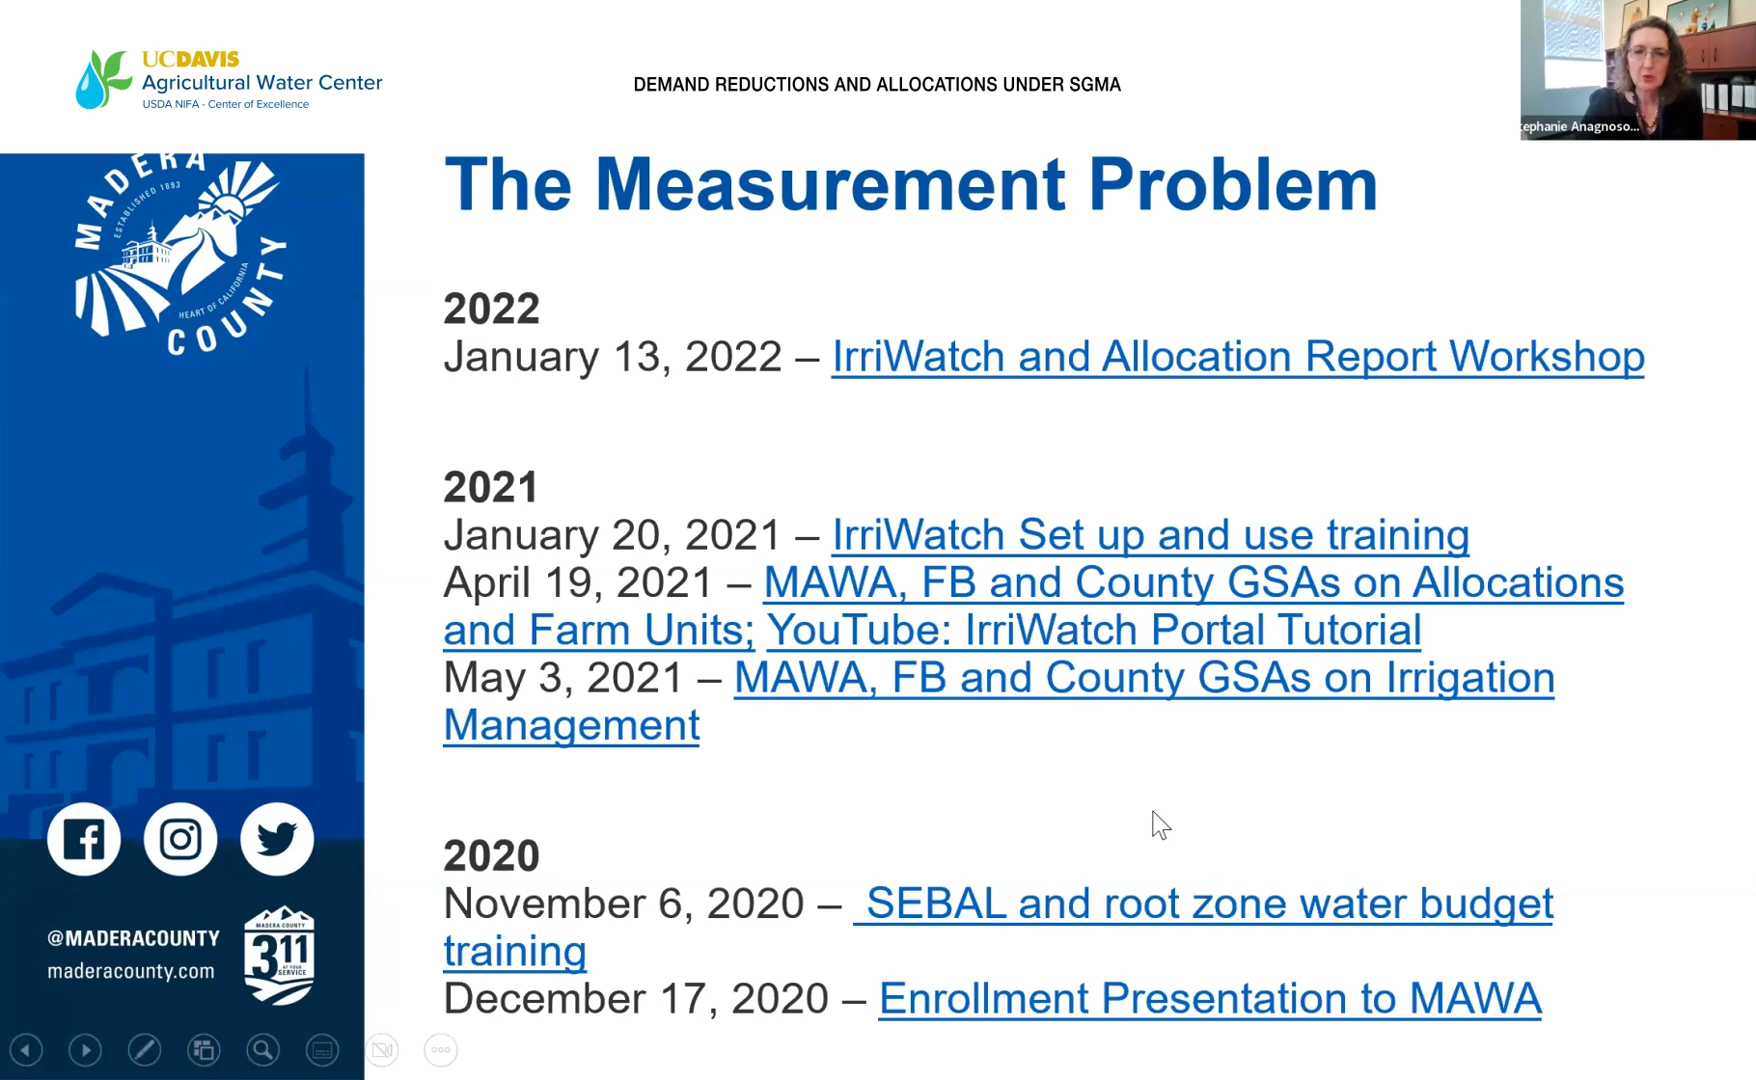 UCDAVIS
Agricultural Water Center
USDA NIFA - Center of Excellence
DEMAND REDUCTIONS AND ALLOCATIONS UNDER SGMA
tephanie Anagnoso...
MADERA
ESTABLISHED 1893
HEART OF CALIFORNIA
COUNTY
The Measurement Problem
2022
January 13, 2022 – IrriWatch and Allocation Report Workshop
2021
January 20, 2021 – IrriWatch Set up and use training
April 19, 2021 – MAWA, FB and County GSAs on Allocations
and Farm Units; YouTube: IrriWatch Portal Tutorial
May 3, 2021 – MAWA, FB and County GSAs on Irrigation
Management
2020
November 6, 2020 – SEBAL and root zone water budget
training
December 17, 2020 – Enrollment Presentation to MAWA
@MADERACOUNTY
maderacounty.com
MADERA COUNTY
311
AT YOUR
SERVICE